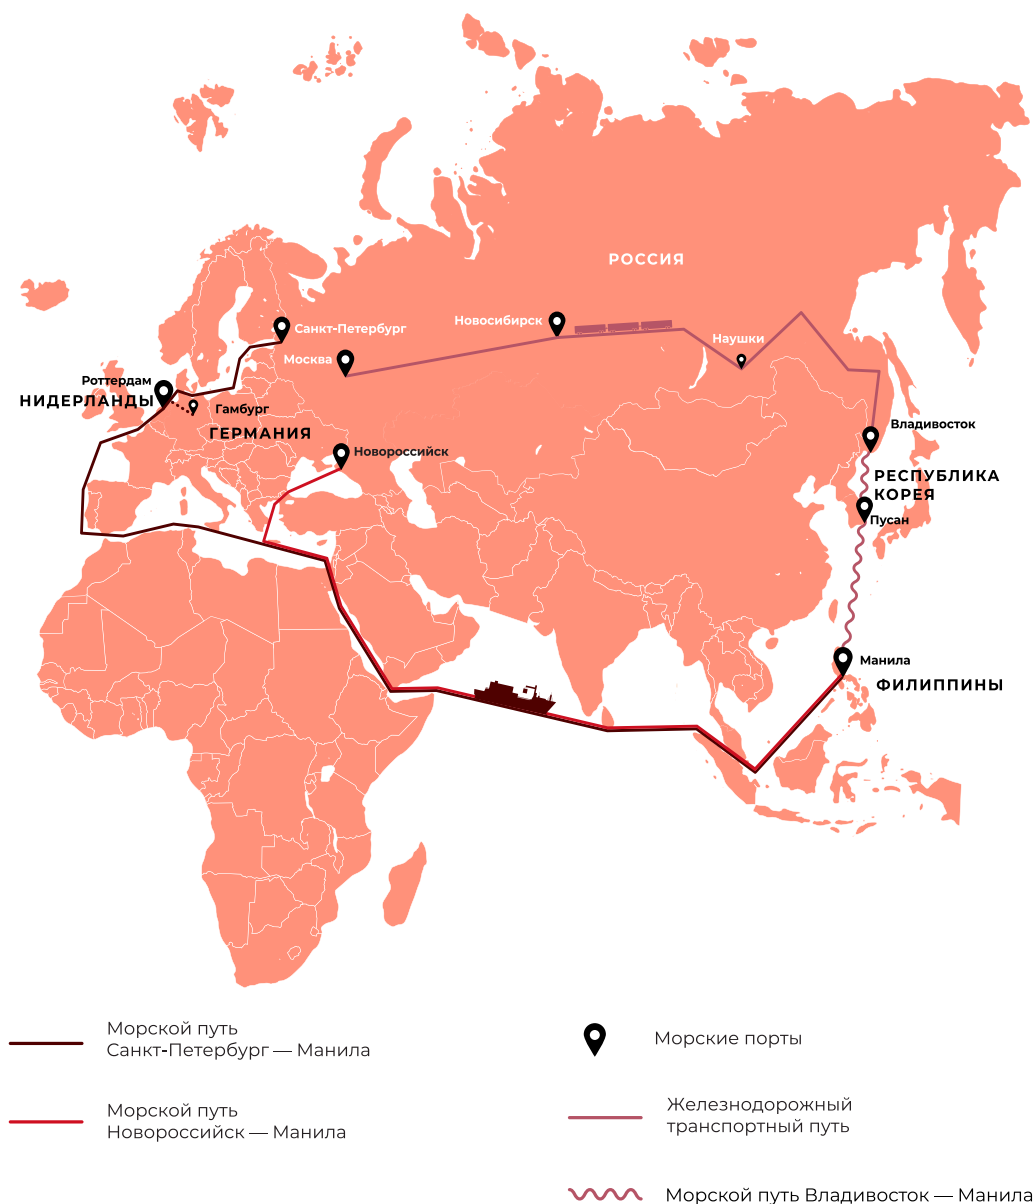 РОССИЯ
Санкт-Петербург
Новосибирск
Наушки
Москва
Роттердам
НИДЕРЛАНДЫ
Гамбург
ГЕРМАНИЯ
Владивосток
Новороссийск
РЕСПУБЛИКА
КОРЕЯ
Пусан
Манила
ФИЛИППИНЫ
Морской путь
Санкт-Петербург — Манила
Морские порты
Морской путь
Новороссийск — Манила
Железнодорожный
транспортный путь
Морской путь Владивосток — Манила